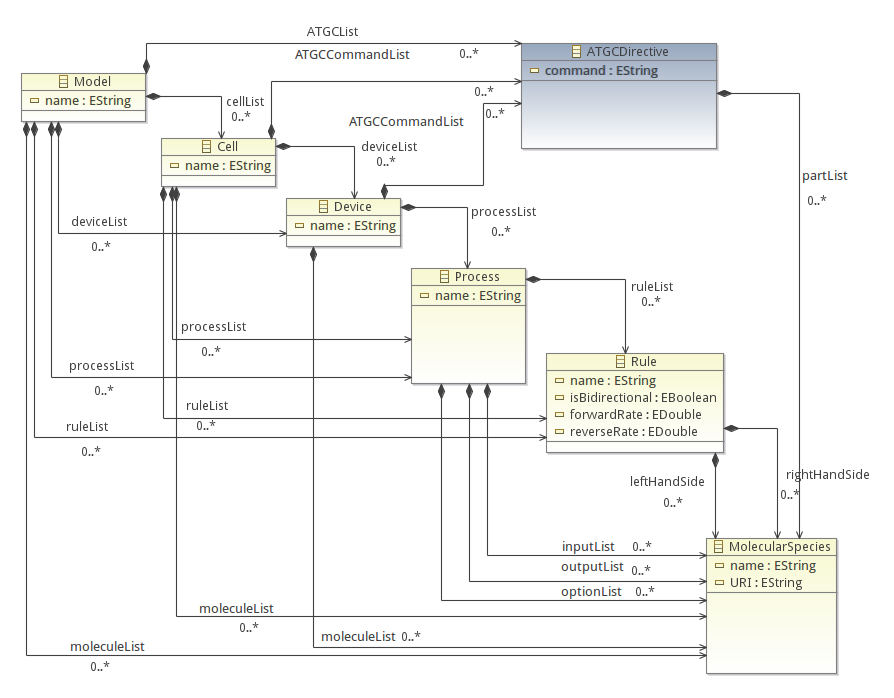 ATGCList
ATGCCommandList
0..*
ATGCDirective
command : EString
Model
name : EString
cellList
0..*
0..*
0..*
ATGCCommandList
Cell
name : EString
deviceList
0..*
partList
0..*
Device
name : EString
processList
0..*
deviceList
0..*
Process
name : EString
ruleList
0..*
processList
0..*
Rule
name : EString
isBidirectional : EBoolean
forwardRate : EDouble
reverseRate : EDouble
processList
0..*
ruleList
0..*
ruleList
0..*
leftHandSide
0..*
rightHandSide
0..*
inputList 0..*
outputList 0..*
optionList 0..*
MolecularSpecies
name : EString
URI : EString
moleculeList
0..*
moleculeList 0..*
moleculeList
0..*